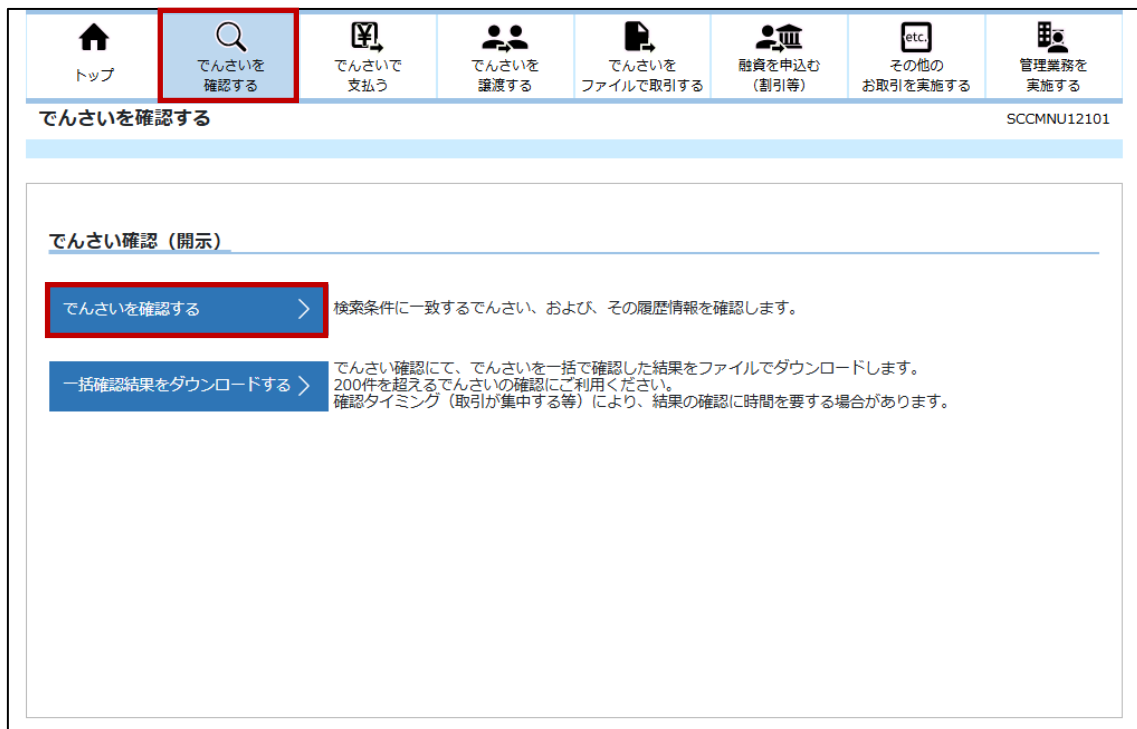 トップ
でんさいを
確認する
でんさいで
支払う
でんさいを
譲渡する
でんさいを
ファイルで取引する
融資を申込む
(割引等)
etc.
その他の
お取引を実施する
管理業務を
実施する
でんさいを確認する
SCCMNU12101
でんさい確認（開示）
でんさいを確認する
検索条件に一致するでんさい、および、その履歴情報を確認します。
一括確認結果をダウンロードする
でんさい確認にて、でんさいを一括で確認した結果をファイルでダウンロードします。
200件を超えるでんさいの確認にご利用ください。
確認タイミング（取引が集中する等）により、結果の確認に時間を要する場合があります。